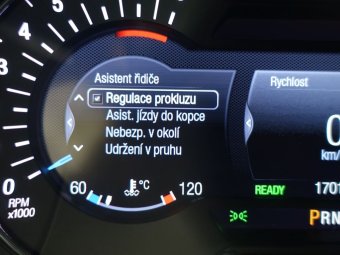 5
4
3
2
1
0
RPM
x1000
Asistent řidiče
Regulace prokluzu
Asist. jízdy do kopce
Nebezp. v okolí
Udržení v pruhu
60
°C
120
Rychlost
km/
READY
1701
PRN